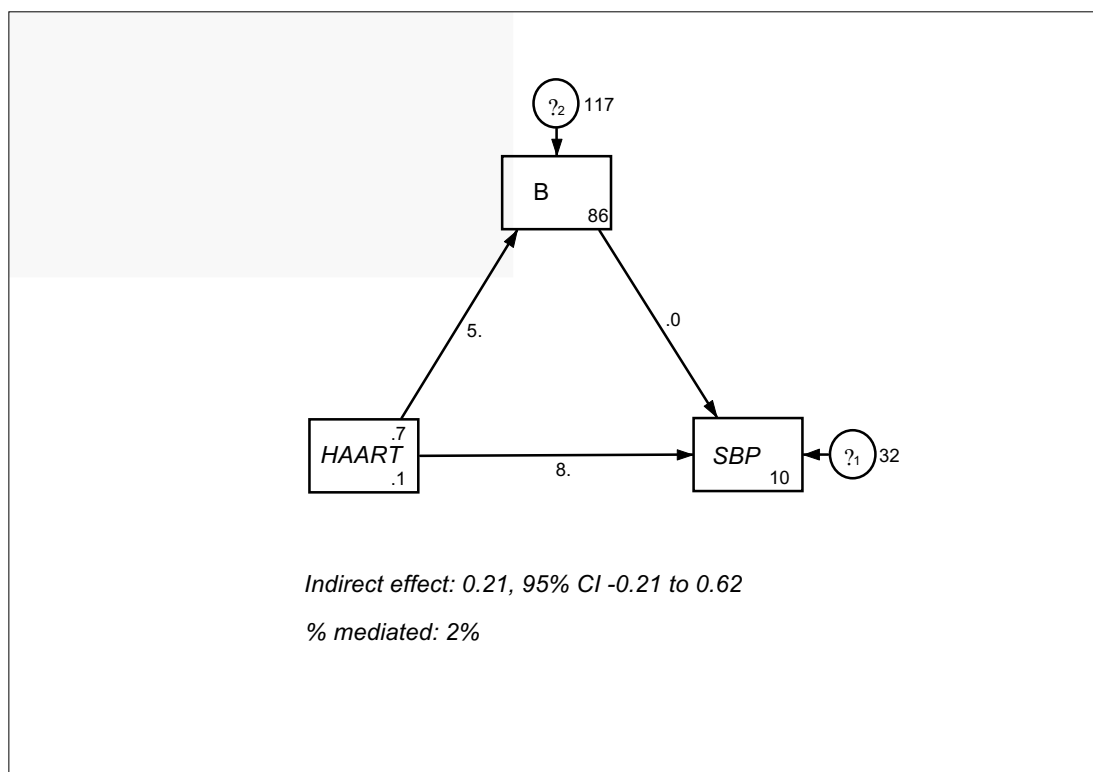 ?₂ 117
B
86
5.
.0
.7
HAART
.1
8.
SBP
10
?₁ 32
Indirect effect: 0.21, 95% CI -0.21 to 0.62
% mediated: 2%